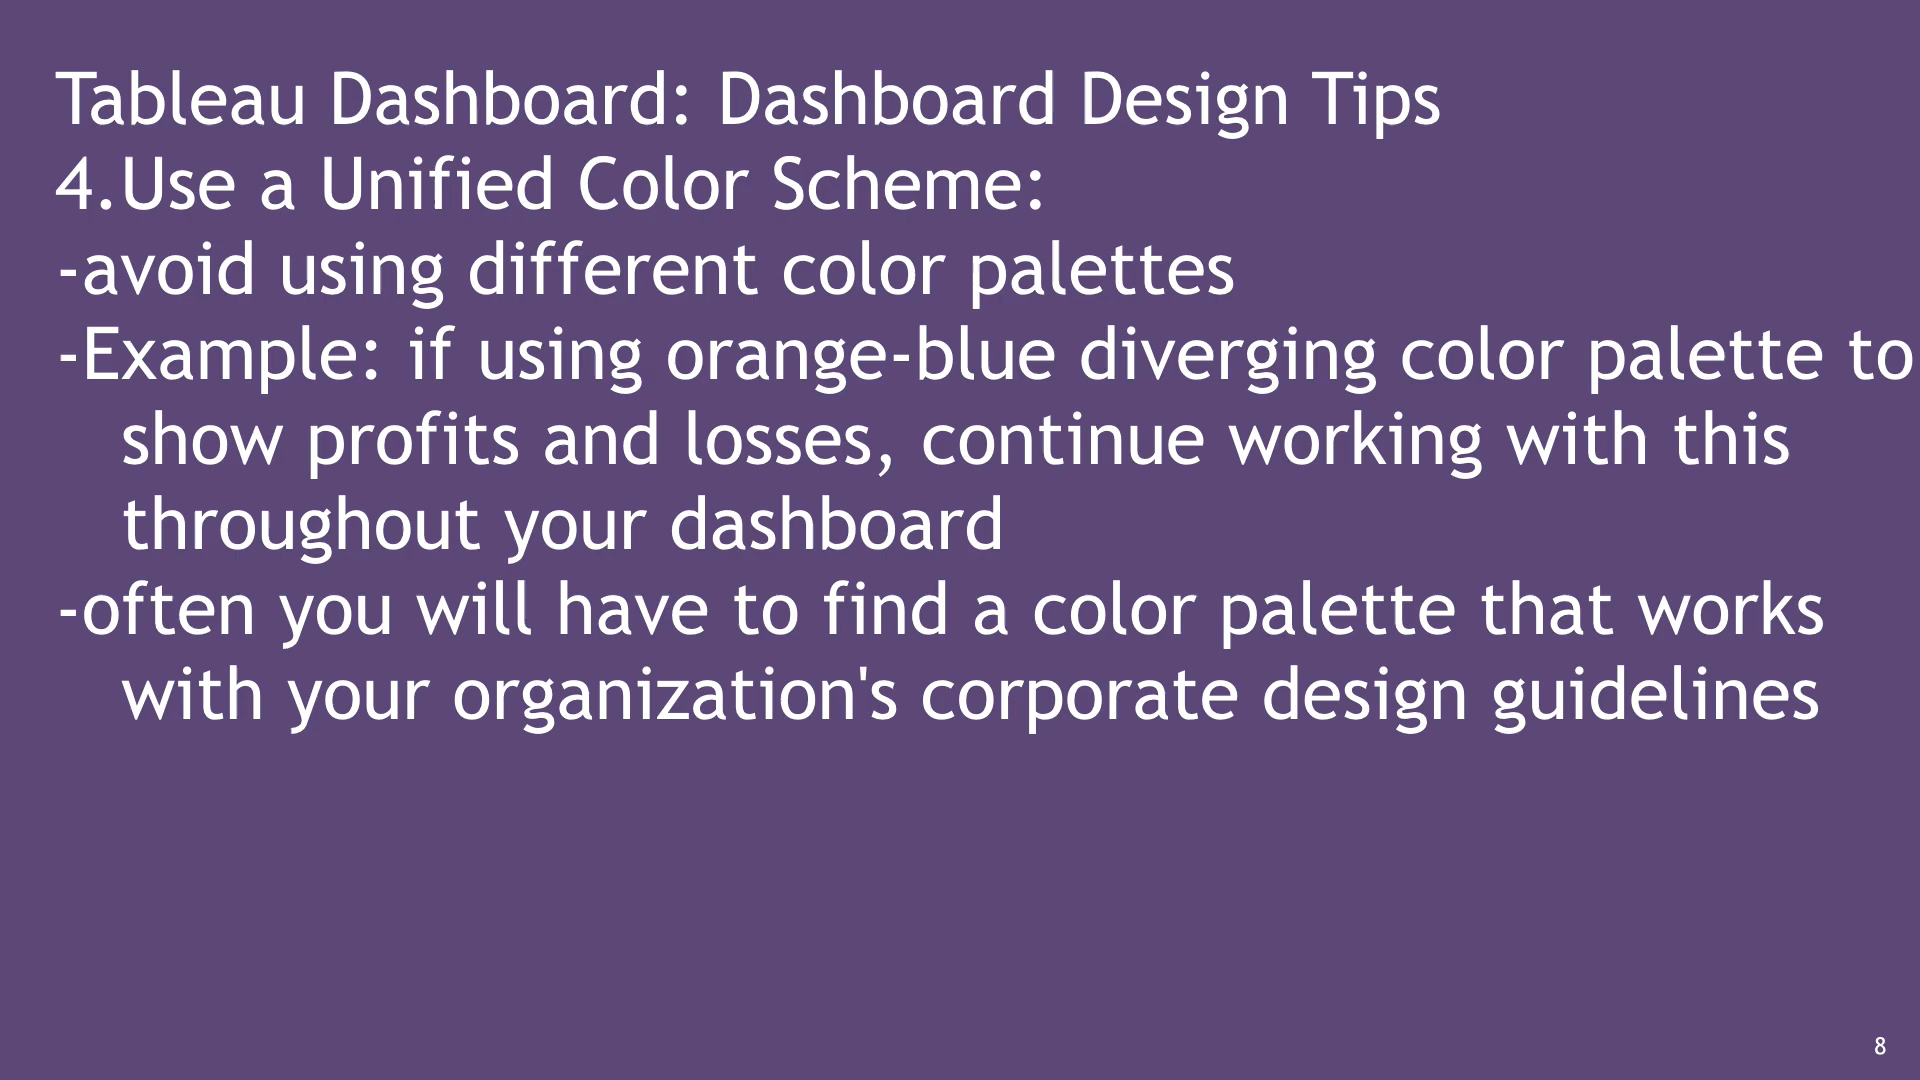 Tableau Dashboard: Dashboard Design Tips
4.Use a Unified Color Scheme:
-avoid using different color palettes
-Example: if using orange-blue diverging color palette to
show profits and losses, continue working with this
throughout your dashboard
-often you will have to find a color palette that works
with your organization's corporate design guidelines
8